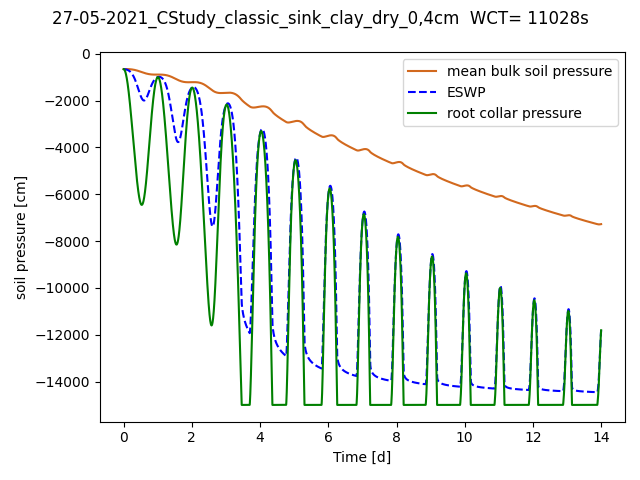 27-05-2021_CStudy_classic_sink_clay_dry_0,4cm  WCT= 11028s
mean bulk soil pressure
ESWP
root collar pressure
soil pressure [cm]
0
−2000
−4000
−6000
−8000
−10000
−12000
−14000
0 2 4 6 8 10 12 14
Time [d]